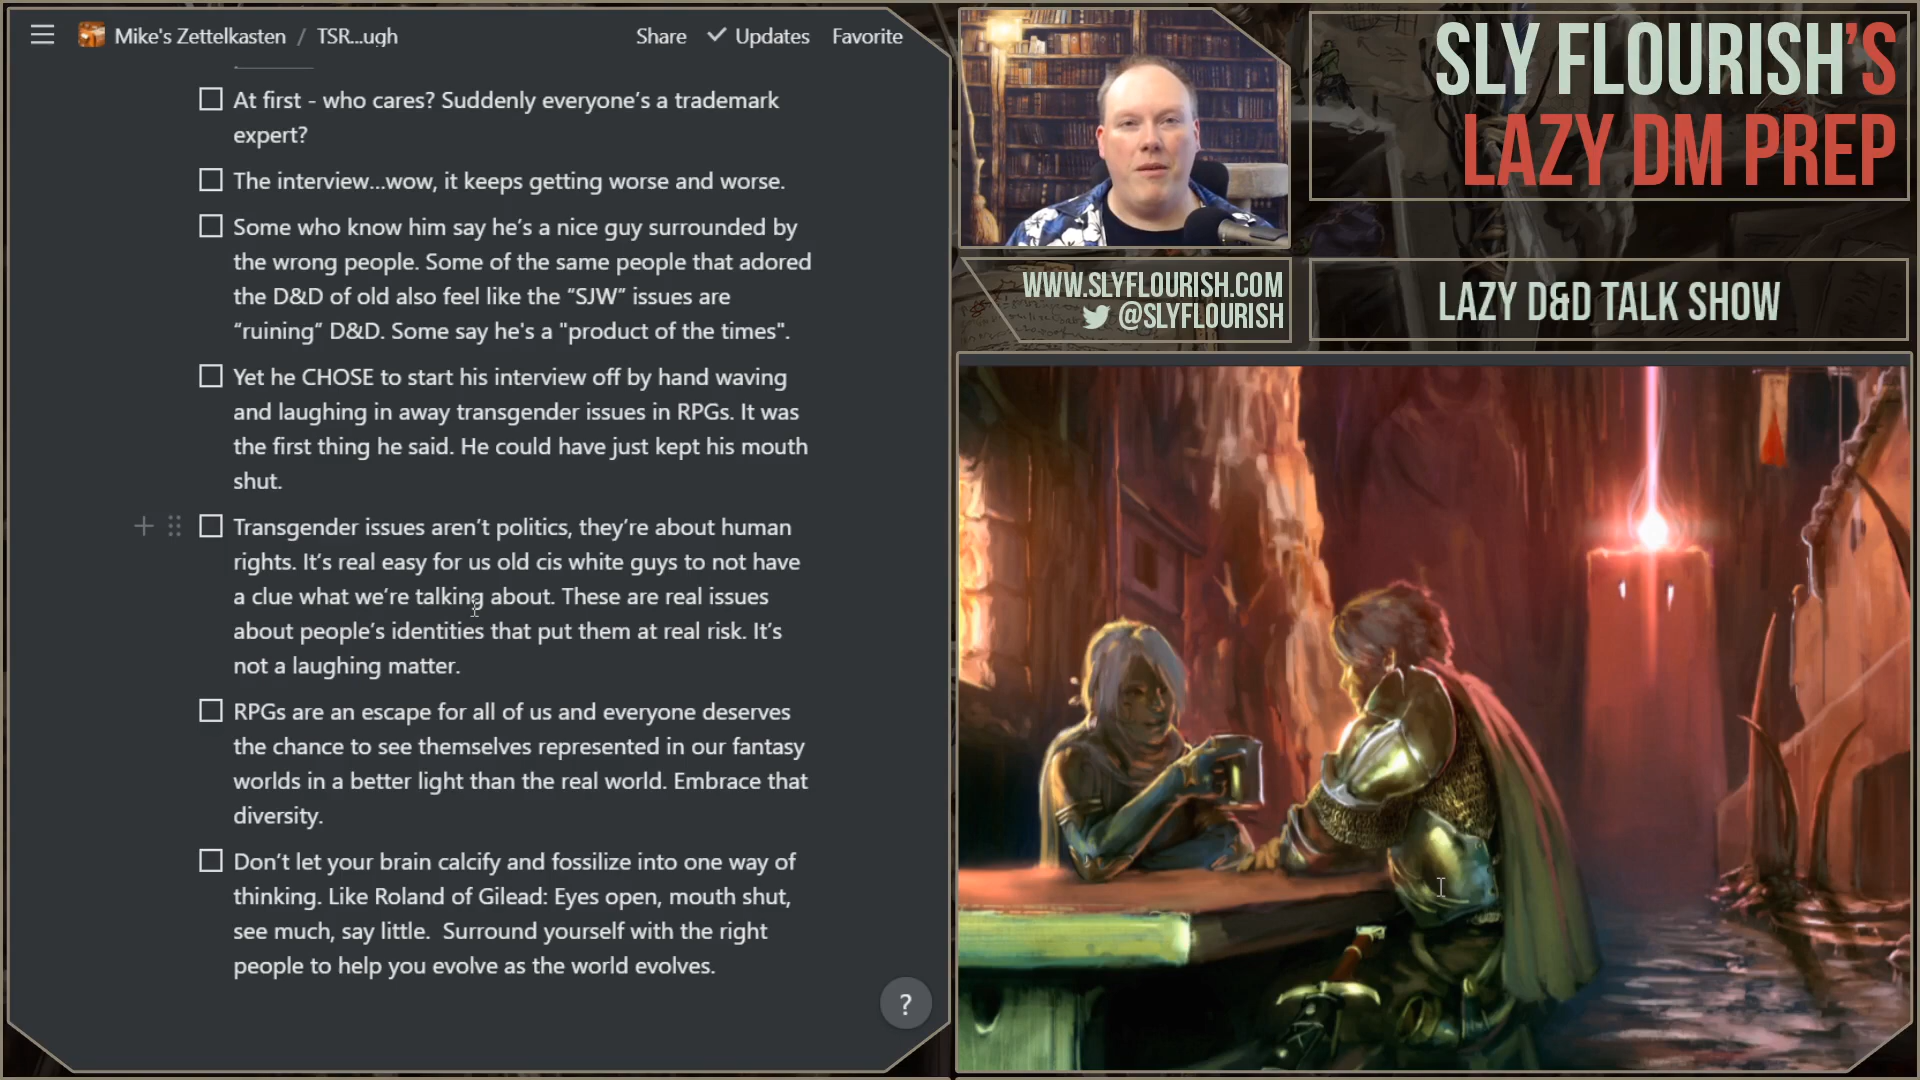 Mike's Zettelkasten / TSR...ugh
Share Updates Favorite
At first - who cares? Suddenly everyone's a trademark
expert?
The interview...wow, it keeps getting worse and worse.
Some who know him say he's a nice guy surrounded by
the wrong people. Some of the same people that adored
the D&D of old also feel like the “SJW” issues are
“ruining” D&D. Some say he's a "product of the times".
Yet he CHOSE to start his interview off by hand waving
and laughing in away transgender issues in RPGs. It was
the first thing he said. He could have just kept his mouth
shut.
Transgender issues aren't politics, they're about human
rights. It's real easy for us old cis white guys to not have
a clue what we're talking about. These are real issues
about people's identities that put them at real risk. It's
not a laughing matter.
RPGs are an escape for all of us and everyone deserves
the chance to see themselves represented in our fantasy
worlds in a better light than the real world. Embrace that
diversity.
Don't let your brain calcify and fossilize into one way of
thinking. Like Roland of Gilead: Eyes open, mouth shut,
see much, say little.  Surround yourself with the right
people to help you evolve as the world evolves.
?
SLY FLOURISH'S
LAZY DM PREP
WWW.SLYFLOURISH.COM
@SLYFLOURISH
LAZY D&D TALK SHOW